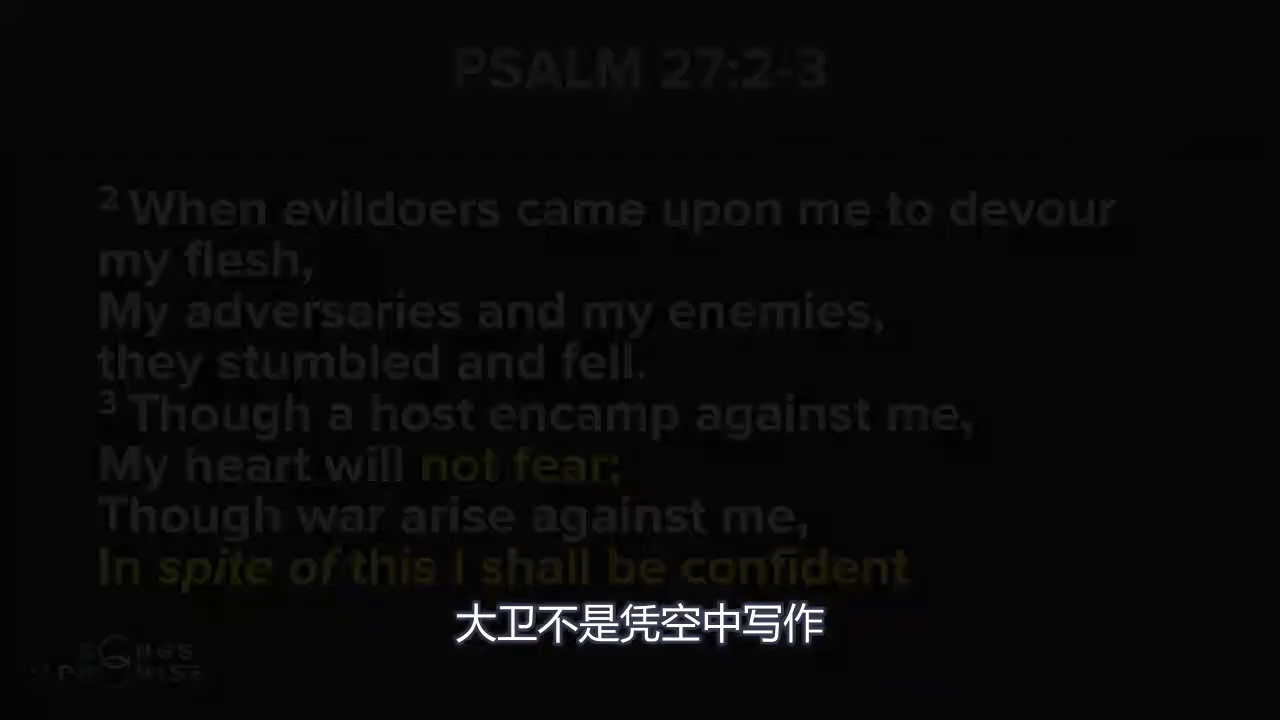 PSALM 27:2-3
2 When evildoers came upon me to devour
my flesh,
My adversaries and my enemies,
they stumbled and fell.
3 Though a host encamp against me,
My heart will not fear;
Though war arise against me,
In spite of this I shall be confident
大卫不是凭空中写作